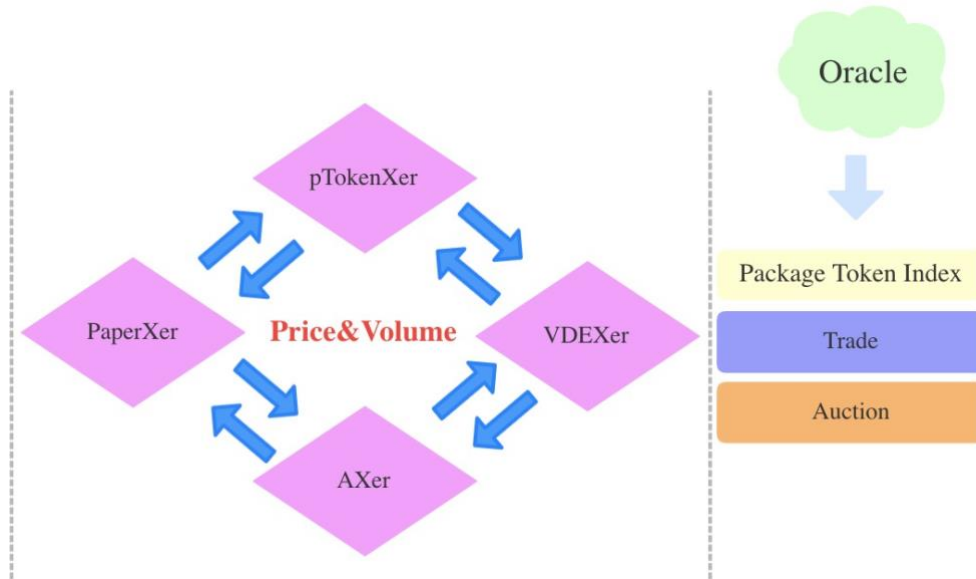 Oracle
pTokenXer
Package Token Index
PaperXer
Price&Volume
VDEXer
Trade
Auction
AXer